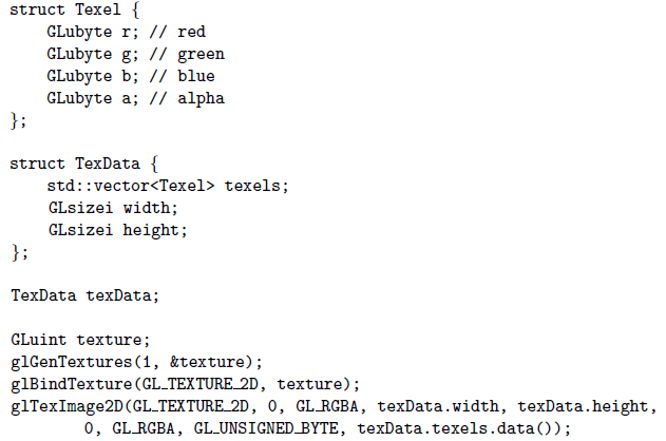 struct Texel {
GLubyte r; // red
GLubyte g; // green
GLubyte b; // blue
GLubyte a; // alpha
};
struct TexData {
std::vector<Texel> texels;
GLsizei width;
GLsizei height;
};
TexData texData;
GLuint texture;
glGenTextures(1, &texture);
glBindTexture(GL_TEXTURE_2D, texture);
glTexImage2D(GL_TEXTURE_2D, 0, GL_RGBA, texData.width, texData.height,
0, GL_RGBA, GL_UNSIGNED_BYTE, texData.texels.data());